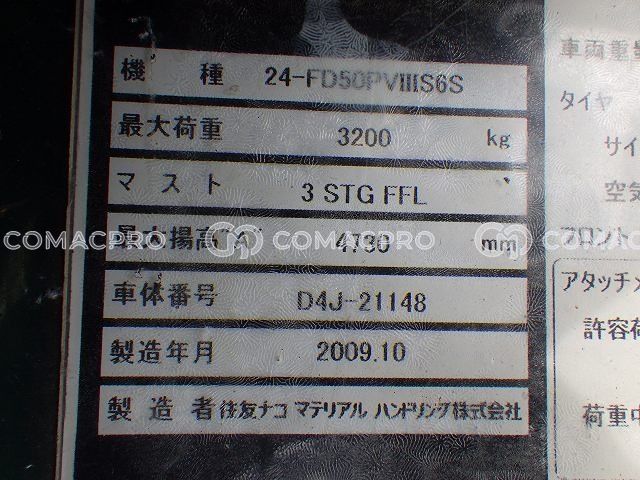 機種 24-FD50PVIIIS6S
最大荷重 3200 kg
マスト 3 STG FFL
最大揚高"A" 4730 mm
車体番号 D4J-21148
製造年月 2009.10
製造者 住友ナコ マテリアル ハンドリング株式会社
車両重量
タイヤ
サイ
空気
フロント
アタッチメ
許容荷
荷重中
COMACPRO COMACPRO COMACPRO